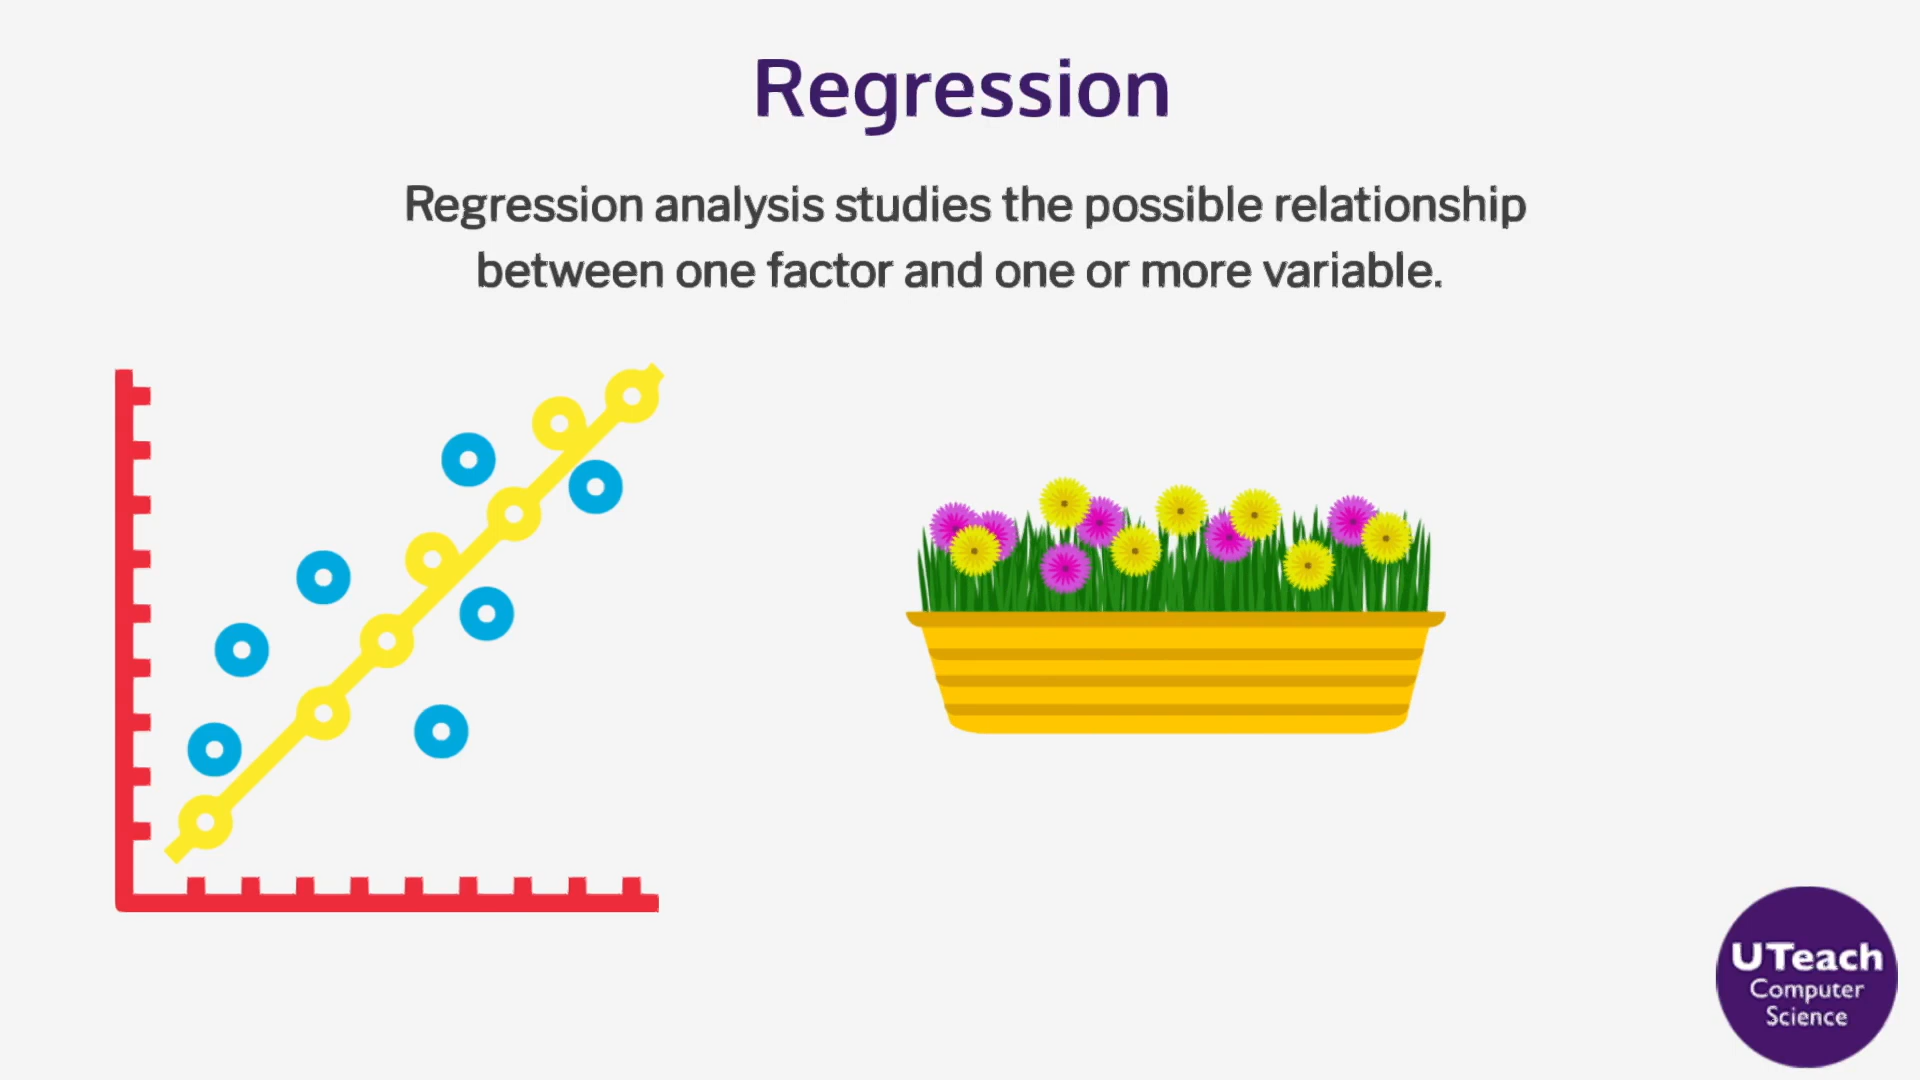 Regression
Regression analysis studies the possible relationship
between one factor and one or more variable.
UTeach
Computer
Science